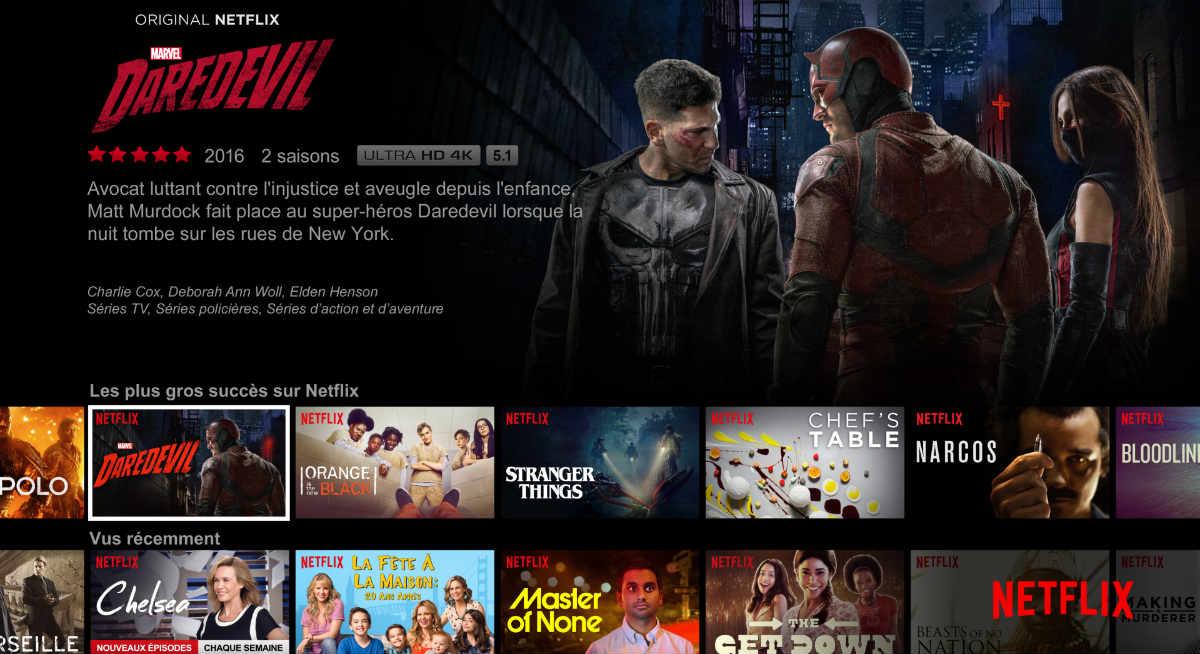 ORIGINAL NETFLIX
MARVEL
DAREDEVIL
2016 2 saisons ULTRA HD 4K 5.1
Avocat luttant contre l'injustice et aveugle depuis l'enfance,
Matt Murdock fait place au super-héros Daredevil lorsque la
nuit tombe sur les rues de New York.
Charlie Cox, Deborah Ann Woll, Elden Henson
Séries TV, Séries policières, Séries d'action et d'aventure
Les plus gros succès sur Netflix
POLO
NETFLIX
MARVEL
DAREDEVIL
NETFLIX
ORANGE
IS THE NEW
BLACK
NETFLIX
STRANGER
THINGS
NETFLIX
CHEF'S
TABLE
NETFLIX
NARCOS
NETFLIX
BLOODLIN
Vus récemment
RSEILLE
NETFLIX
Chelsea
NOUVEAUX ÉPISODES CHAQUE SEMAINE
NETFLIX
LA FÊTE À
LA MAISON:
20 ANS APRÈS
NETFLIX
Master
of None
NETFLIX
THE
GET DOWN
NETFLIX
BEASTS OF NO
NATION
NETFLIX
AKING
MURDERER
NETFLIX